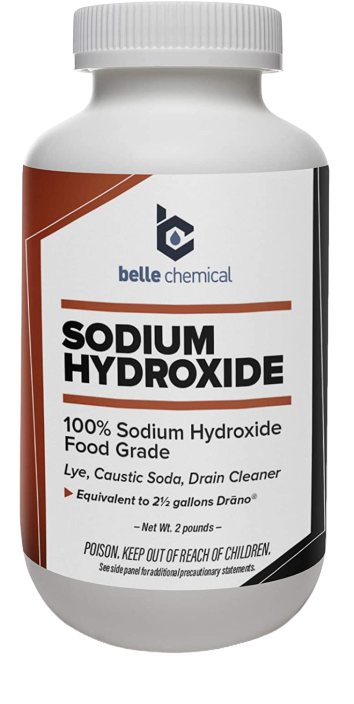 belle chemical
SODIUM
HYDROXIDE
100% Sodium Hydroxide
Food Grade
Lye, Caustic Soda, Drain Cleaner
Equivalent to 2½ gallons Drāno®
– Net Wt. 2 pounds –
POISON. KEEP OUT OF REACH OF CHILDREN.
See side panel for additional precautionary statements.